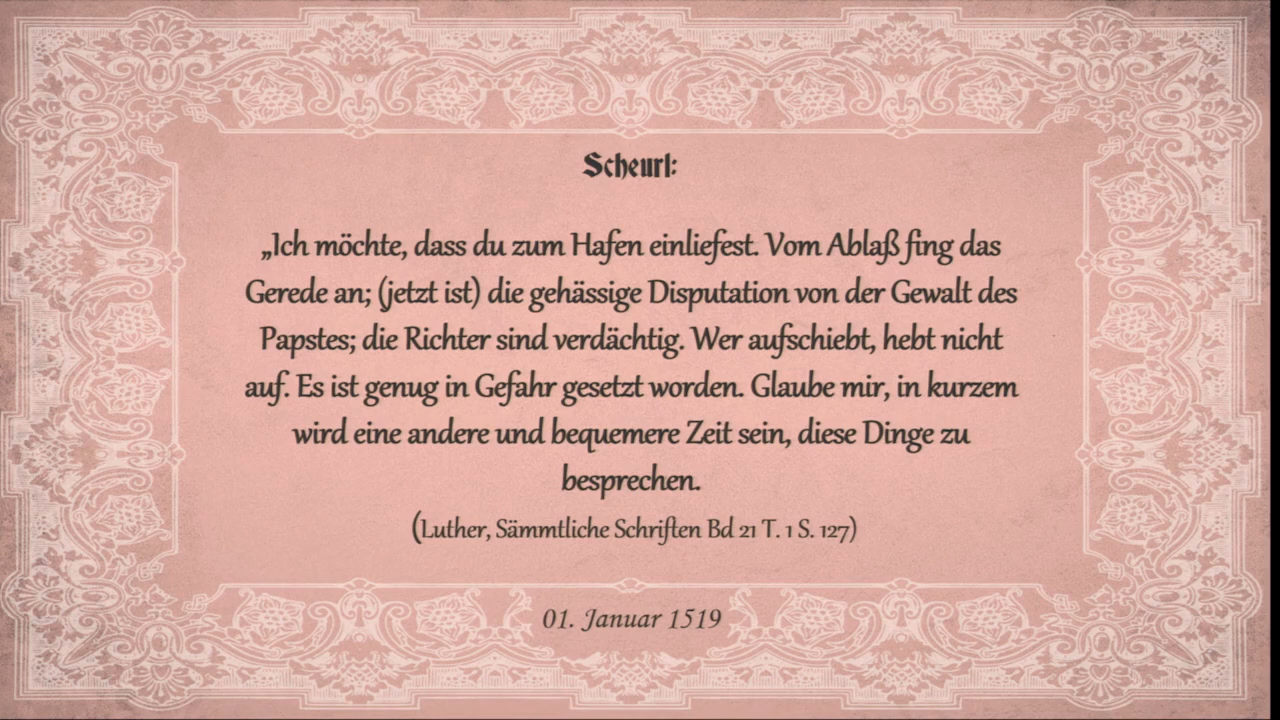 Scheurl:
„Ich möchte, dass du zum Hafen einliefest. Vom Ablaß fing das
Gerede an; (jetzt ist) die gehässige Disputation von der Gewalt des
Papstes; die Richter sind verdächtig. Wer aufschiebt, hebt nicht
auf. Es ist genug in Gefahr gesetzt worden. Glaube mir, in kurzem
wird eine andere und bequemere Zeit sein, diese Dinge zu
besprechen.
(Luther, Sämmtliche Schriften Bd 21 T. 1 S. 127)
01. Januar 1519